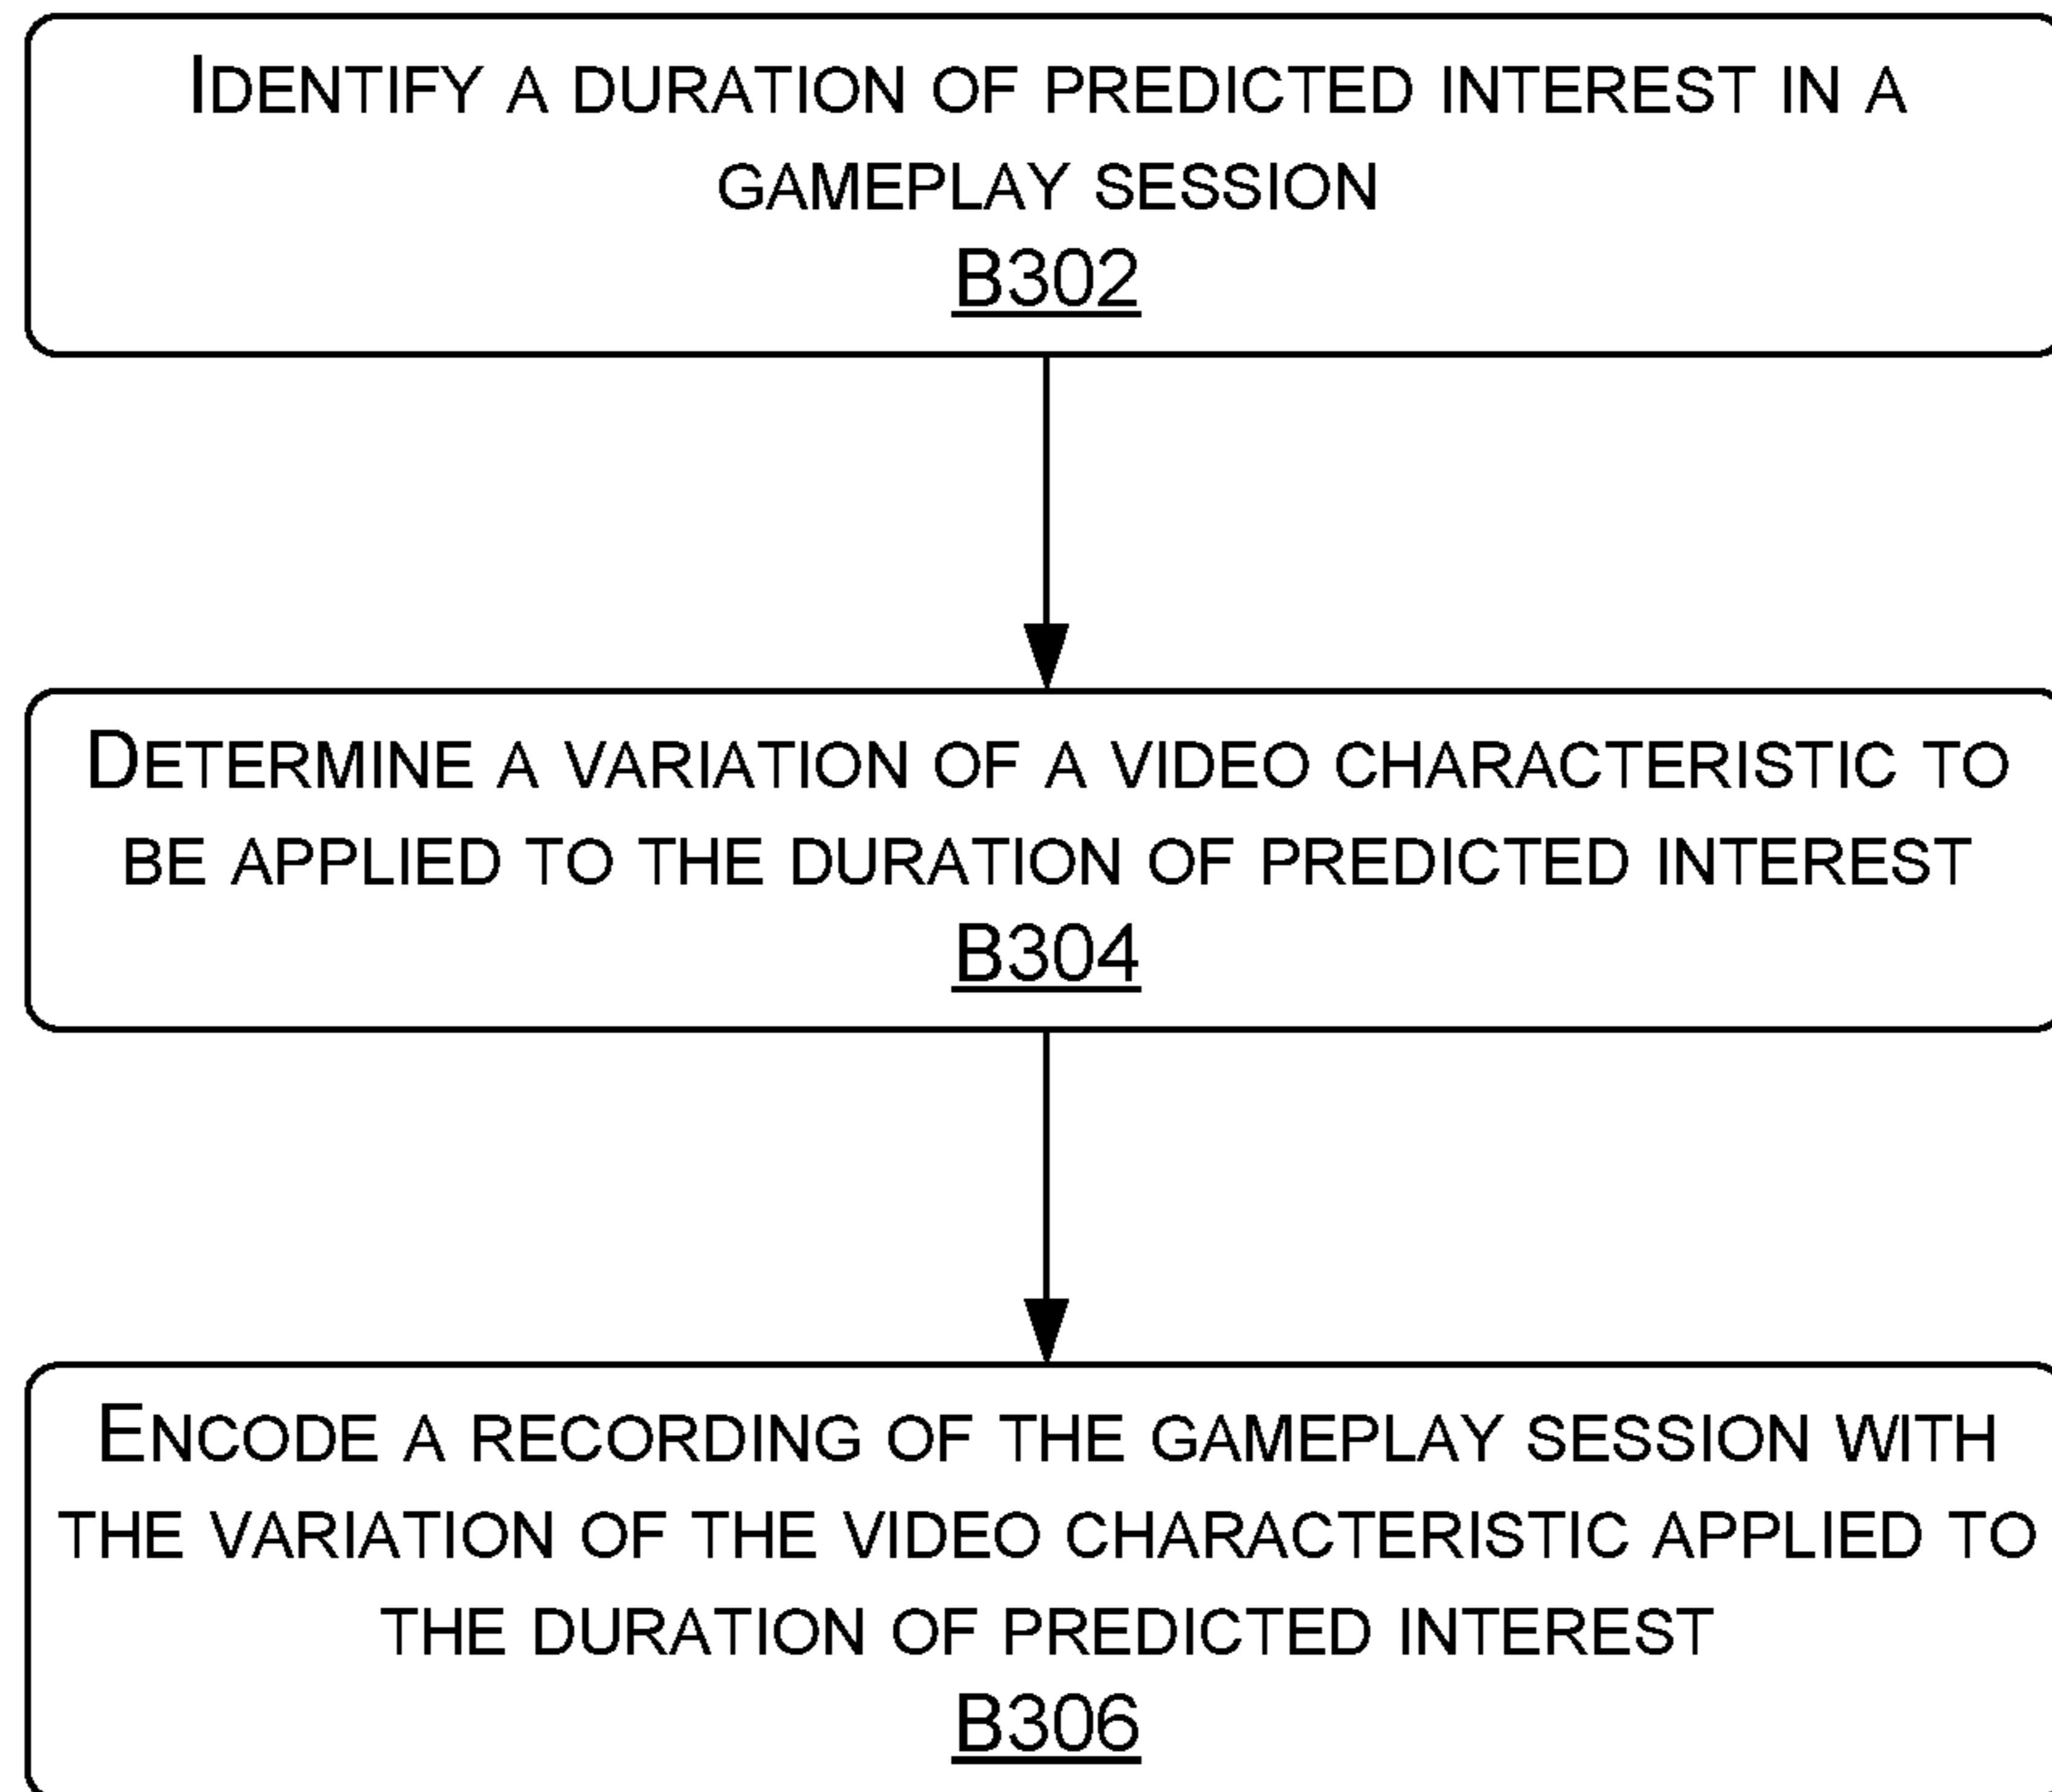 IDENTIFY A DURATION OF PREDICTED INTEREST IN A
GAMEPLAY SESSION
B302
DETERMINE A VARIATION OF A VIDEO CHARACTERISTIC TO
BE APPLIED TO THE DURATION OF PREDICTED INTEREST
B304
ENCODE A RECORDING OF THE GAMEPLAY SESSION WITH
THE VARIATION OF THE VIDEO CHARACTERISTIC APPLIED TO
THE DURATION OF PREDICTED INTEREST
B306